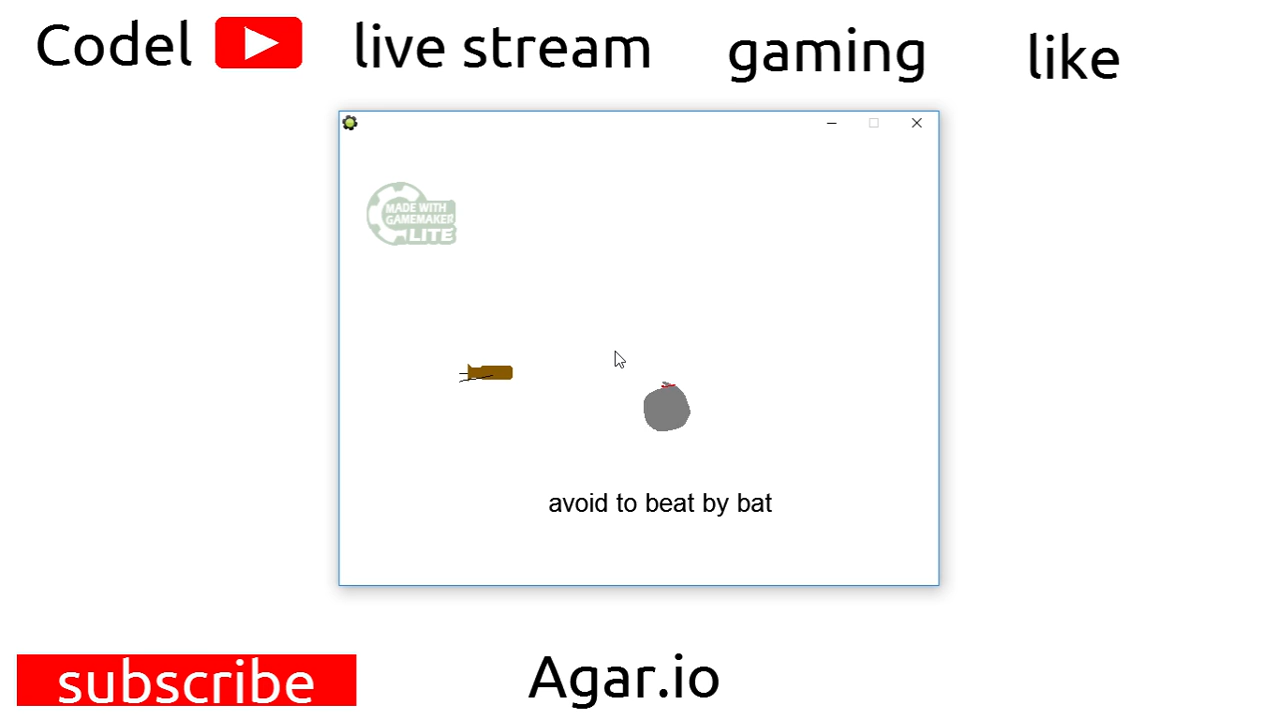 Codel live stream gaming like
MADE WITH
GAMEMAKER
LITE
avoid to beat by bat
subscribe Agar.io